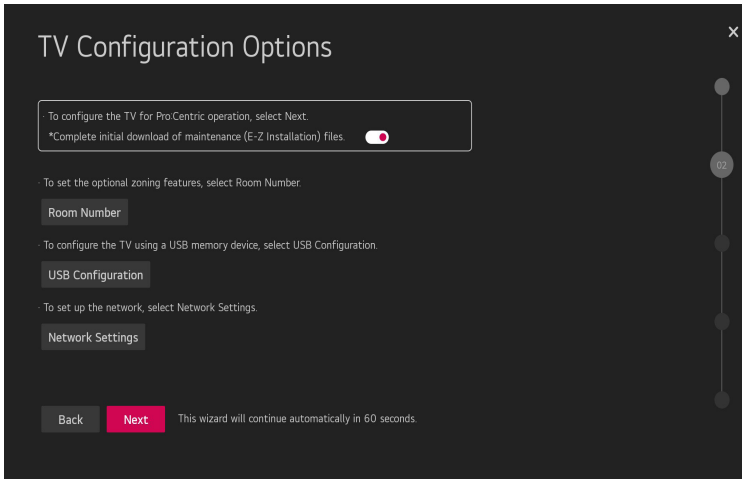 TV Configuration Options
· To configure the TV for Pro:Centric operation, select Next.
*Complete initial download of maintenance (E-Z Installation) files.
02
· To set the optional zoning features, select Room Number.
Room Number
· To configure the TV using a USB memory device, select USB Configuration.
USB Configuration
· To set up the network, select Network Settings.
Network Settings
Back Next This wizard will continue automatically in 60 seconds.